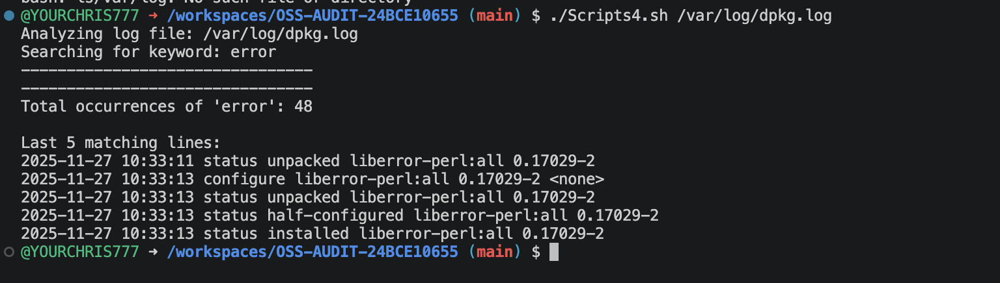 bash: ls/var/log: No such file or directory
@YOURCHRIS777 ➜ /workspaces/OSS-AUDIT-24BCE10655 (main) $ ./Scripts4.sh /var/log/dpkg.log
Analyzing log file: /var/log/dpkg.log
Searching for keyword: error
--------------------------------
--------------------------------
Total occurrences of 'error': 48
Last 5 matching lines:
2025-11-27 10:33:11 status unpacked liberror-perl:all 0.17029-2
2025-11-27 10:33:13 configure liberror-perl:all 0.17029-2 <none>
2025-11-27 10:33:13 status unpacked liberror-perl:all 0.17029-2
2025-11-27 10:33:13 status half-configured liberror-perl:all 0.17029-2
2025-11-27 10:33:13 status installed liberror-perl:all 0.17029-2
@YOURCHRIS777 ➜ /workspaces/OSS-AUDIT-24BCE10655 (main) $